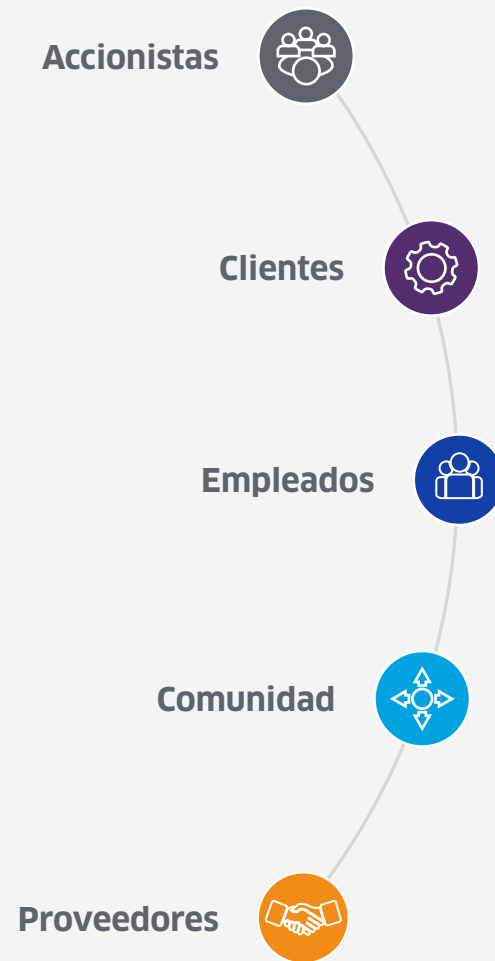 Accionistas
Clientes
Empleados
Comunidad
Proveedores